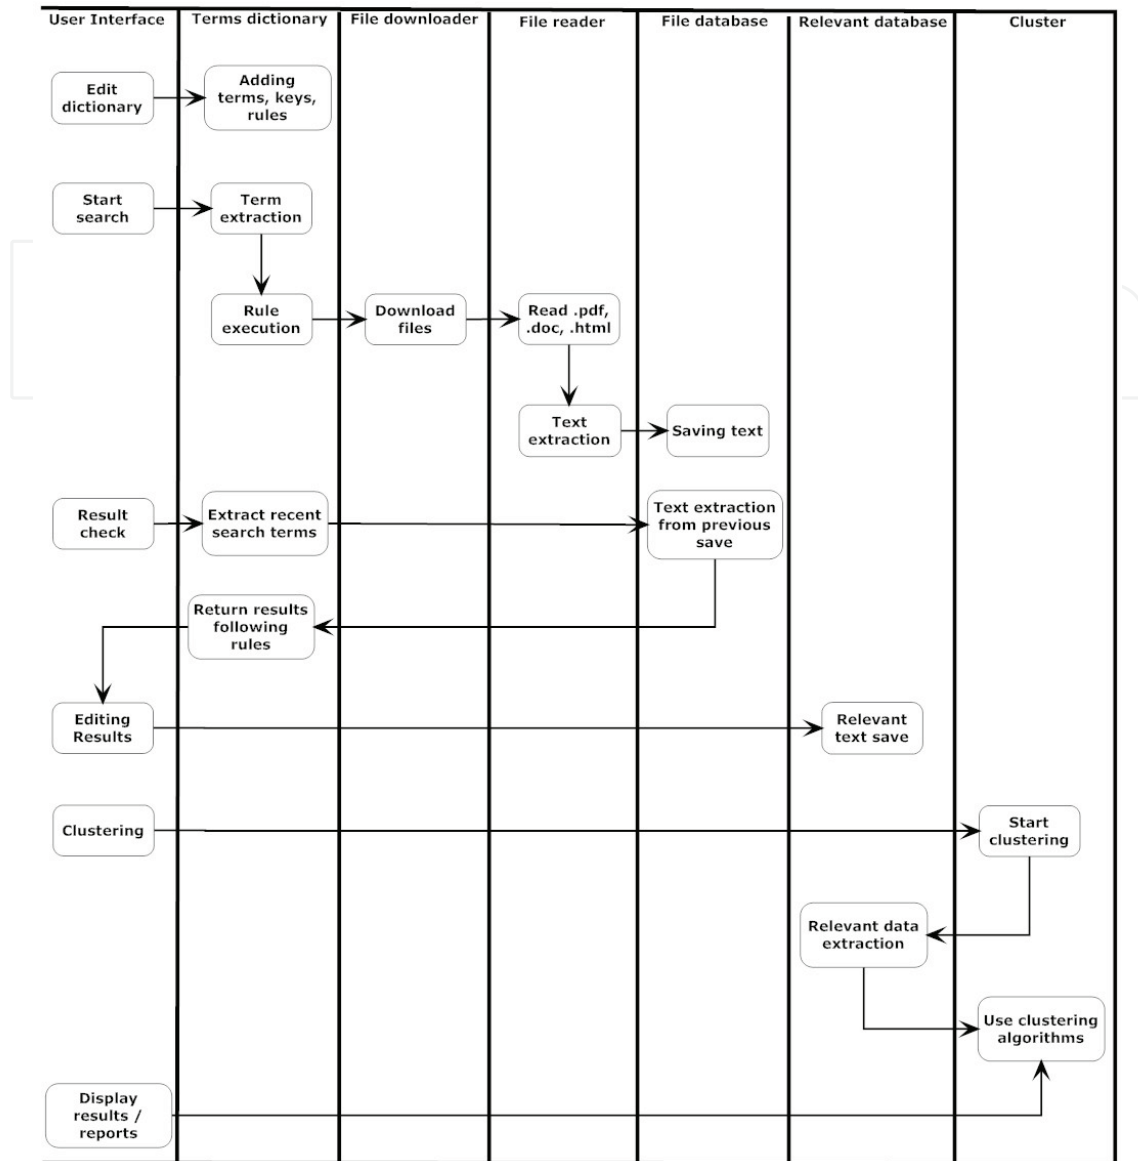 User Interface
Terms dictionary
File downloader
File reader
File database
Relevant database
Cluster
Edit
dictionary
Adding
terms, keys,
rules
Start
search
Term
extraction
Rule
execution
Download
files
Read .pdf,
.doc, .html
Text
extraction
Saving text
Result
check
Extract recent
search terms
Text extraction
from previous
save
Return results
following
rules
Editing
Results
Relevant
text save
Clustering
Start
clustering
Relevant data
extraction
Use clustering
algorithms
Display
results /
reports